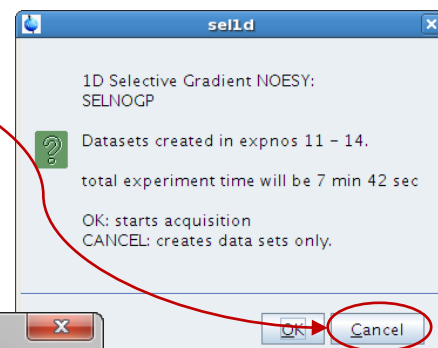 sel1d
1D Selective Gradient NOESY:
SELNOGP
Datasets created in expnos 11 – 14.
total experiment time will be 7 min 42 sec
OK: starts acquisition
CANCEL: creates data sets only.
OK Cancel